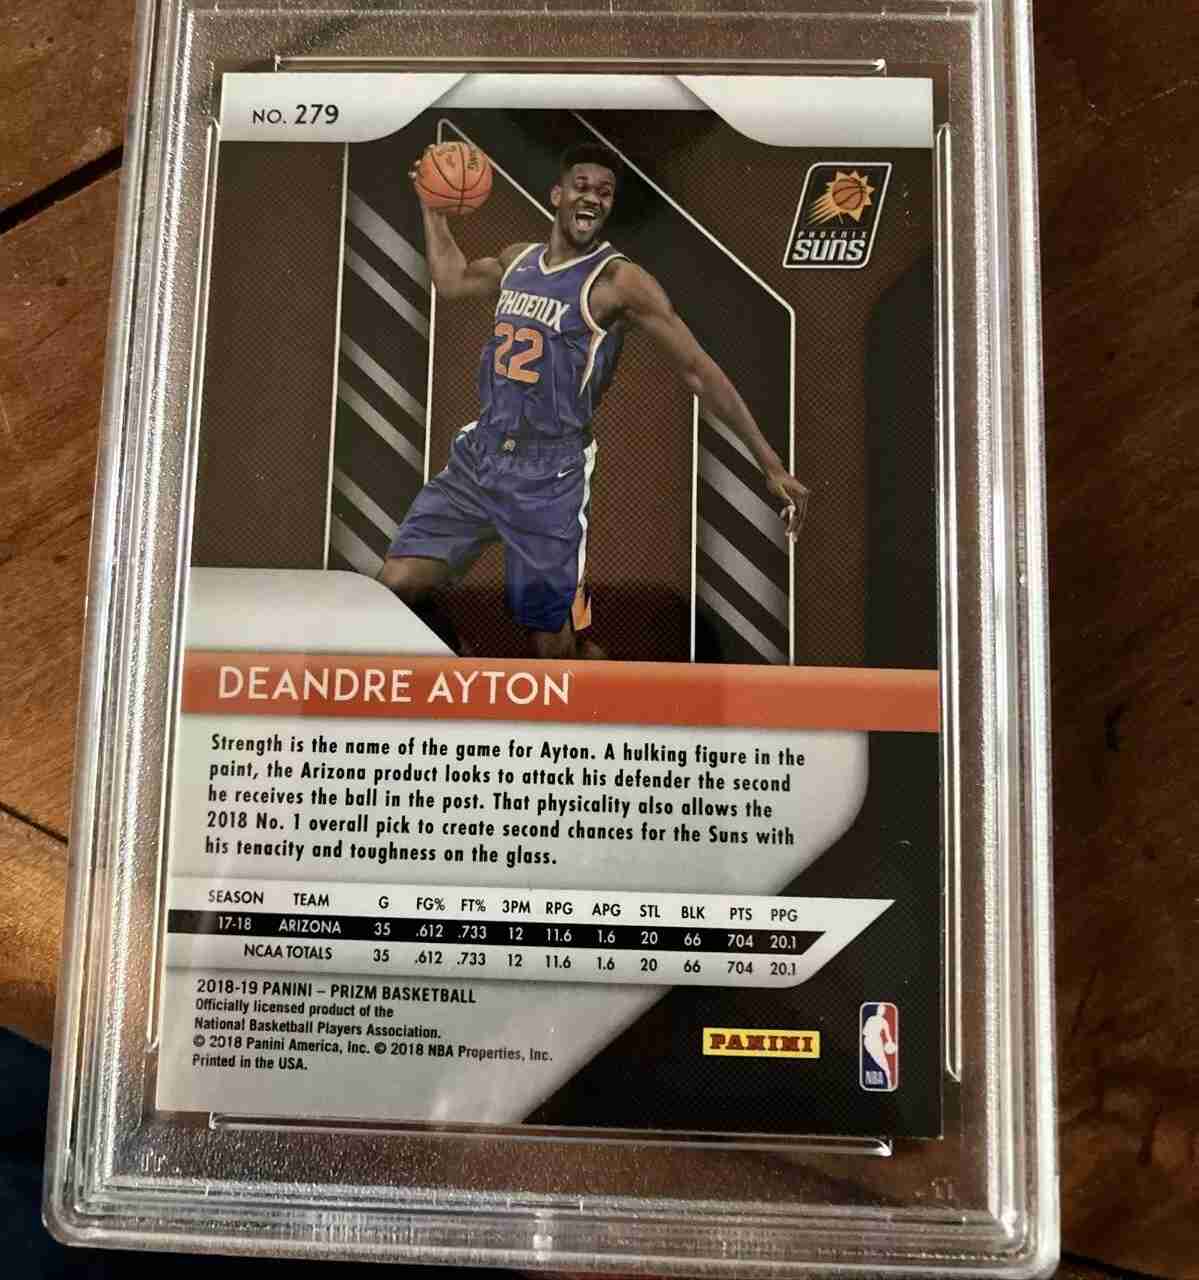 NO. 279
PHOENIX
SUNS
PHOENIX
22
DEANDRE AYTON
Strength is the name of the game for Ayton. A hulking figure in the
paint, the Arizona product looks to attack his defender the second
he receives the ball in the post. That physicality also allows the
2018 No. 1 overall pick to create second chances for the Suns with
his tenacity and toughness on the glass.
SEASON TEAM G FG% FT% 3PM RPG APG STL BLK PTS PPG
17-18 ARIZONA 35 .612 .733 12 11.6 1.6 20 66 704 20.1
NCAA TOTALS 35 .612 .733 12 11.6 1.6 20 66 704 20.1
2018-19 PANINI – PRIZM BASKETBALL
Officially licensed product of the
National Basketball Players Association.
© 2018 Panini America, Inc. © 2018 NBA Properties, Inc.
Printed in the USA.
PANINI
NBA